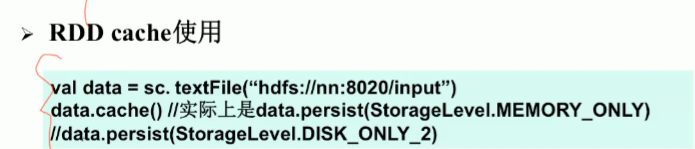 ➢ RDD cache使用
val data = sc. textFile(“hdfs://nn:8020/input”)
data.cache() //实际上是data.persist(StorageLevel.MEMORY_ONLY)
//data.persist(StorageLevel.DISK_ONLY_2)